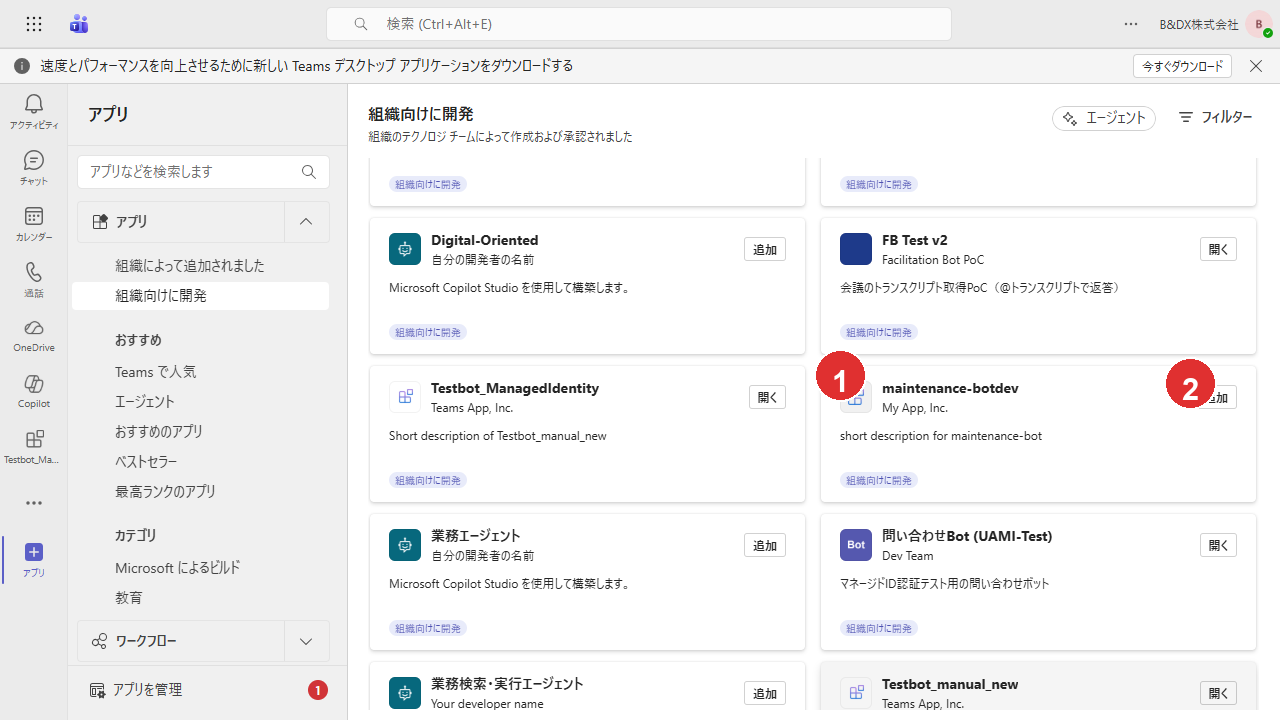 検索 (Ctrl+Alt+E)
B&DX株式会社
B
速度とパフォーマンスを向上させるために新しい Teams デスクトップ アプリケーションをダウンロードする
今すぐダウンロード
アクティビティ
チャット
カレンダー
通話
OneDrive
Copilot
Testbot_Ma...
アプリ
アプリ
アプリなどを検索します
アプリ
組織によって追加されました
組織向けに開発
おすすめ
Teams で人気
エージェント
おすすめのアプリ
ベストセラー
最高ランクのアプリ
カテゴリ
Microsoft によるビルド
教育
ワークフロー
アプリを管理
1
組織向けに開発
組織のテクノロジ チームによって作成および承認されました
エージェント
フィルター
組織向けに開発
組織向けに開発
Digital-Oriented
自分の開発者の名前
追加
Microsoft Copilot Studio を使用して構築します。
組織向けに開発
FB Test v2
Facilitation Bot PoC
開く
会議のトランスクリプト取得PoC（@トランスクリプトで返答）
組織向けに開発
Testbot_ManagedIdentity
Teams App, Inc.
開く
Short description of Testbot_manual_new
組織向けに開発
1
maintenance-botdev
My App, Inc.
2
加
short description for maintenance-bot
組織向けに開発
業務エージェント
自分の開発者の名前
追加
Microsoft Copilot Studio を使用して構築します。
組織向けに開発
Bot
問い合わせBot (UAMI-Test)
Dev Team
開く
マネージドID認証テスト用の問い合わせボット
組織向けに開発
業務検索・実行エージェント
Your developer name
追加
Testbot_manual_new
Teams App, Inc.
開く